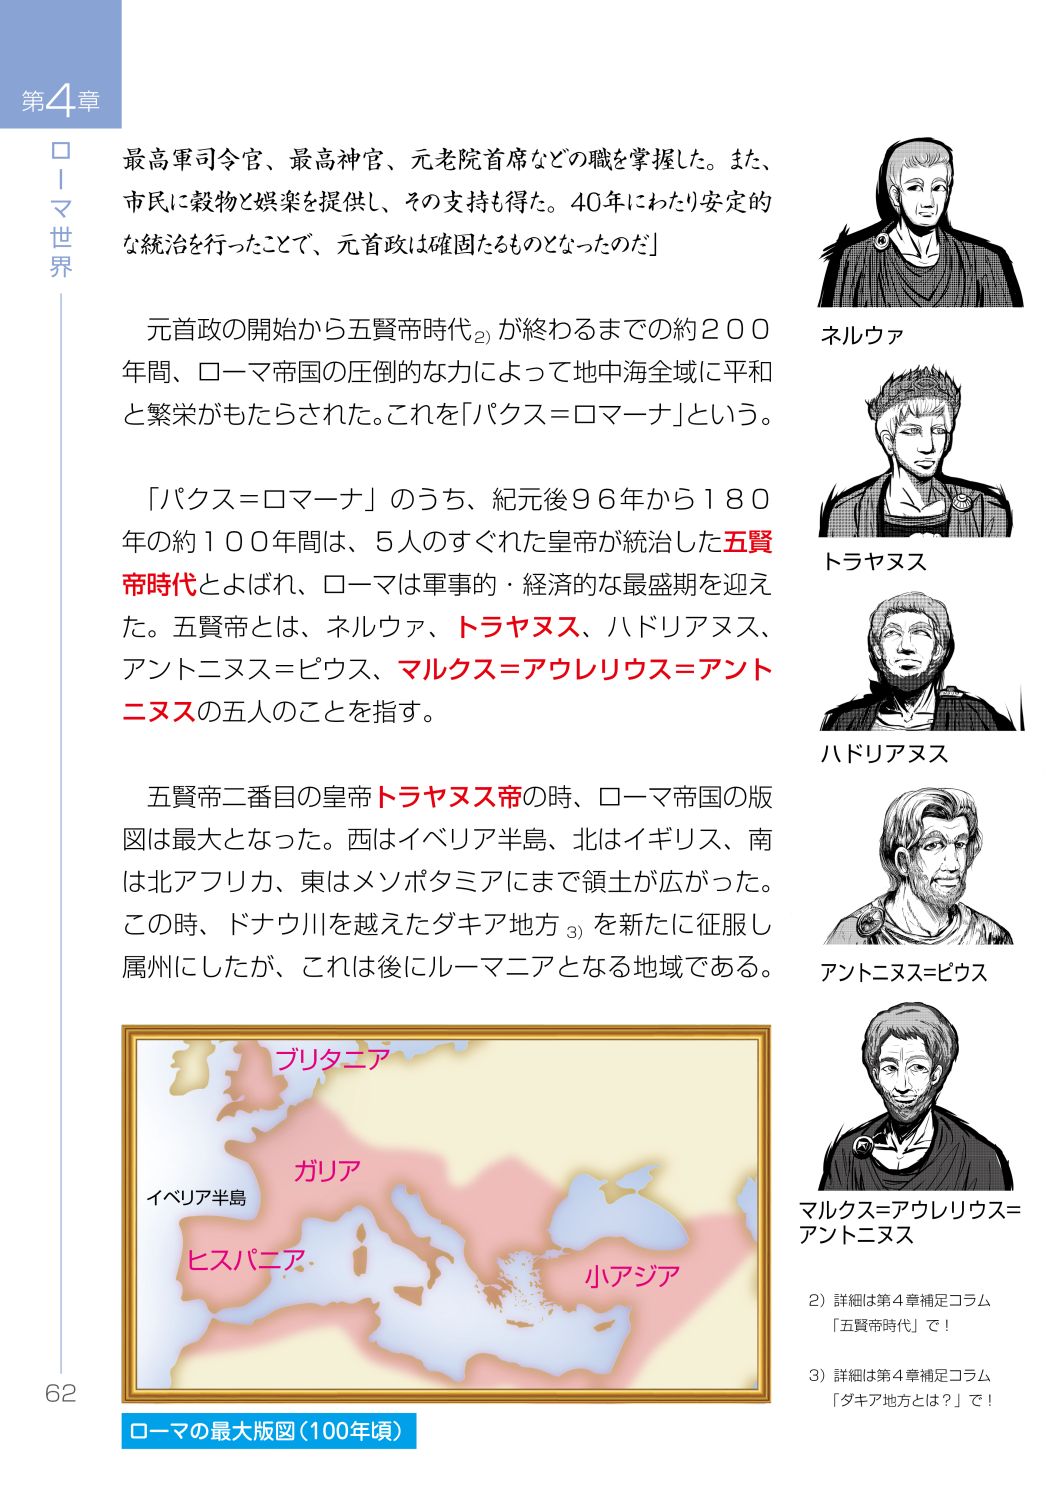 第4章
ローマ世界
最高軍司令官、最高神官、元老院首席などの職を掌握した。また、
市民に穀物と娯楽を提供し、その支持も得た。40年にわたり安定的
な統治を行ったことで、元首政は確固たるものとなったのだ」
元首政の開始から五賢帝時代2) が終わるまでの約２００
年間、ローマ帝国の圧倒的な力によって地中海全域に平和
と繁栄がもたらされた。これを「パクス＝ロマーナ」という。
「パクス＝ロマーナ」のうち、紀元後９６年から１８０
年の約１００年間は、５人のすぐれた皇帝が統治した五賢
帝時代とよばれ、ローマは軍事的・経済的な最盛期を迎え
た。五賢帝とは、ネルウァ、トラヤヌス、ハドリアヌス、
アントニヌス＝ピウス、マルクス＝アウレリウス＝アント
ニヌスの五人のことを指す。
五賢帝二番目の皇帝トラヤヌス帝の時、ローマ帝国の版
図は最大となった。西はイベリア半島、北はイギリス、南
は北アフリカ、東はメソポタミアにまで領土が広がった。
この時、ドナウ川を越えたダキア地方 3) を新たに征服し
属州にしたが、これは後にルーマニアとなる地域である。
ブリタニア
ガリア
イベリア半島
ヒスパニア
小アジア
ローマの最大版図（100年頃）
ネルウァ
トラヤヌス
ハドリアヌス
アントニヌス=ピウス
マルクス=アウレリウス=
アントニヌス
2）詳細は第４章補足コラム
「五賢帝時代」で！
3）詳細は第４章補足コラム
「ダキア地方とは？」で！
62